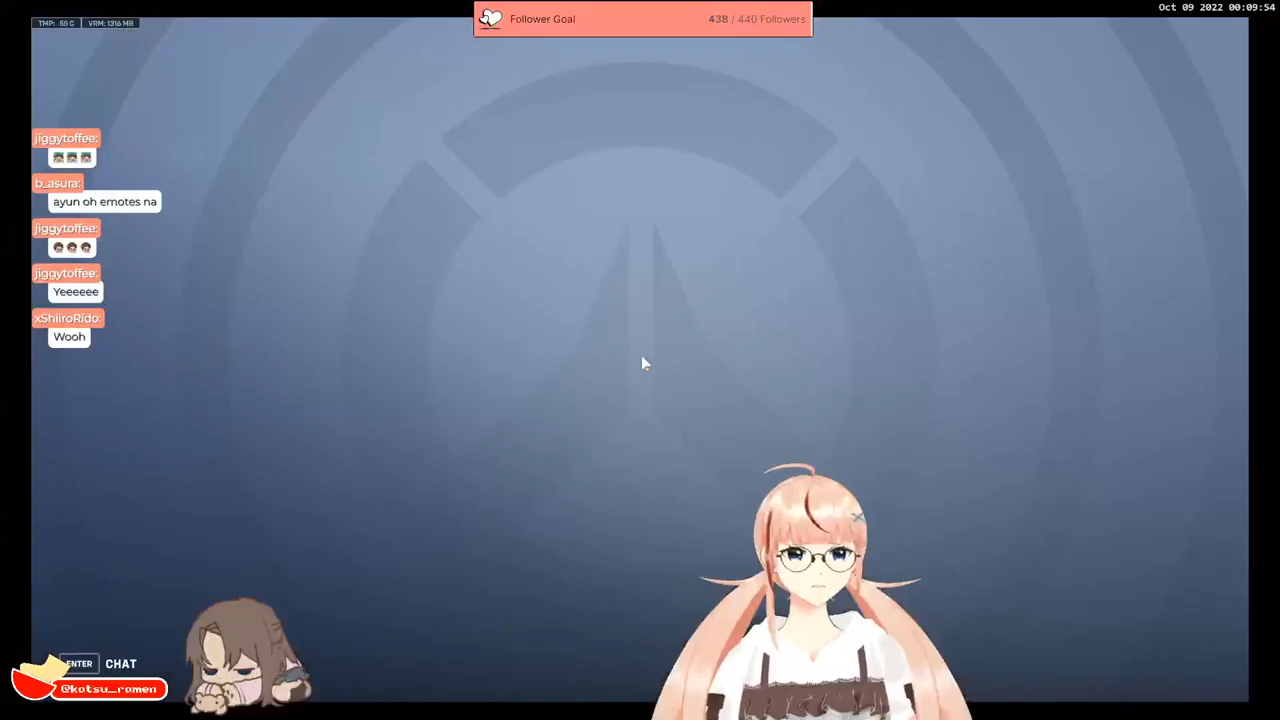 TMP: 55 C VRM: 1316 MB
Follower Goal 438 / 440 Followers
Oct 09 2022 00:09:54
jiggytoffee:
b_asura:
ayun oh emotes na
jiggytoffee:
jiggytoffee:
Yeeeeee
xShiiroRido:
Wooh
ENTER CHAT
@katsu_ramen